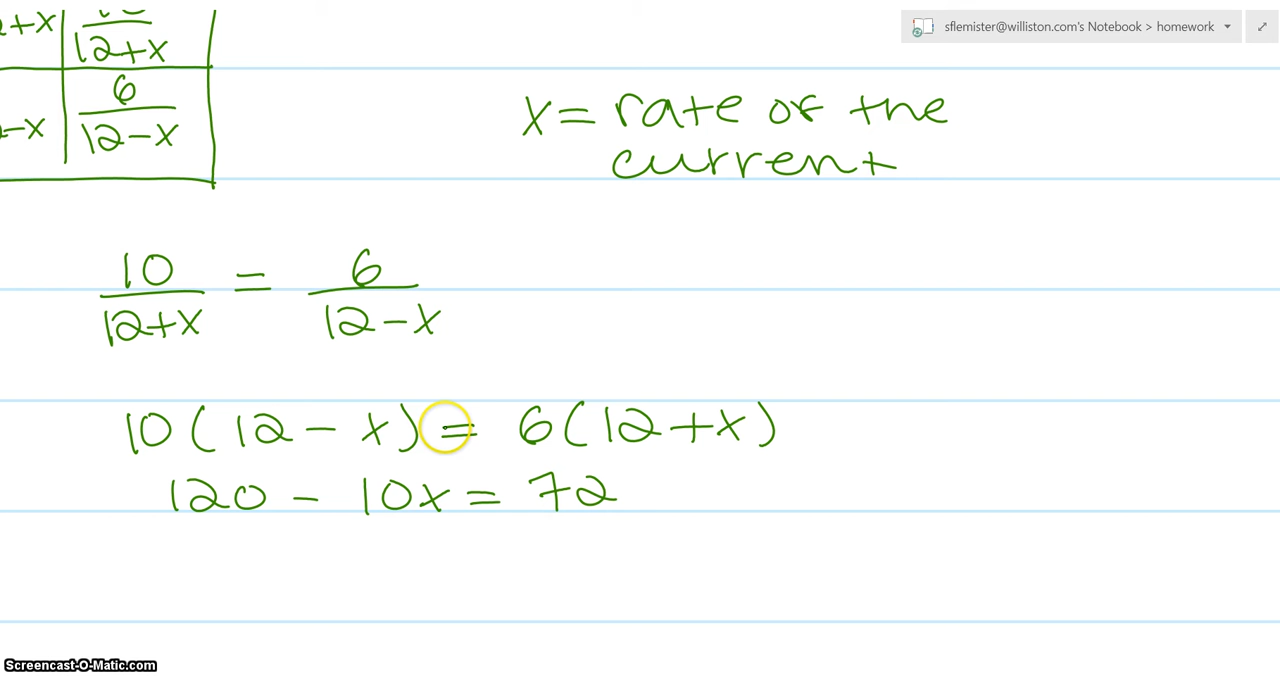 sflemister@williston.com's Notebook > homework
+x
12+x
6
-x
12-x
x = rate of the
current
10 = 6
12+x 12-x
10(12 - x) = 6(12+x)
120 - 10x = 72
Screencast-O-Matic.com